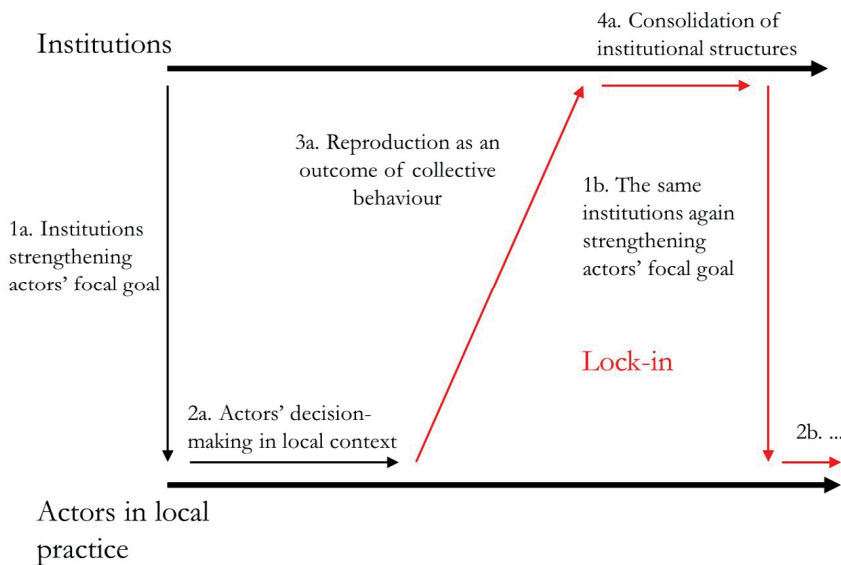 Institutions
4a. Consolidation of
institutional structures
3a. Reproduction as an
outcome of collective
behaviour
1b. The same
institutions again
strengthening
actors’ focal goal
1a. Institutions
strengthening
actors’ focal goal
Lock-in
2a. Actors’ decision-
making in local context
2b. ...
Actors in local
practice